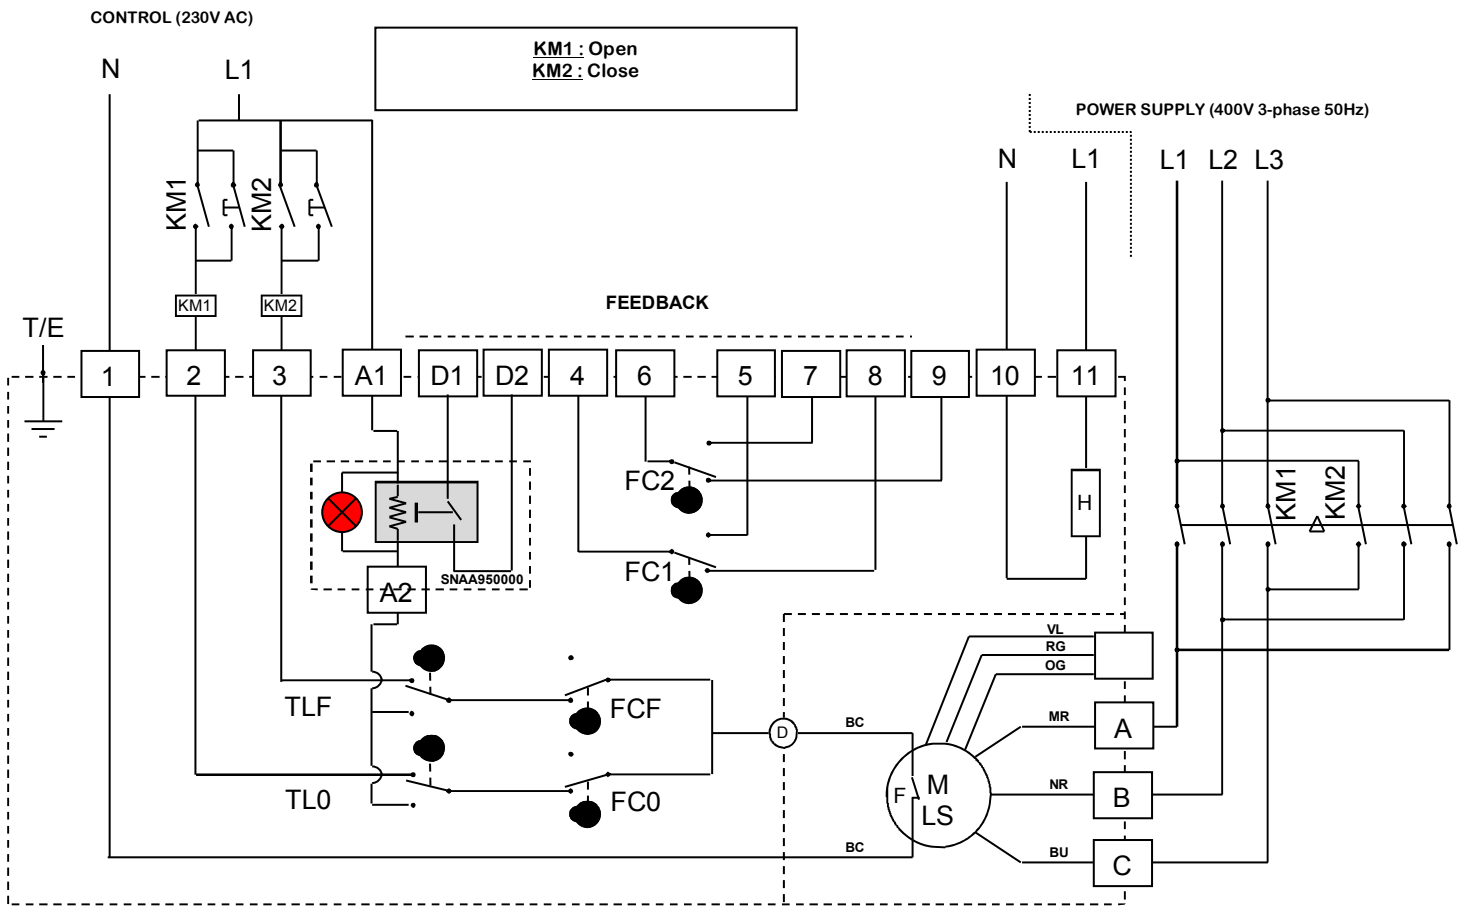 CONTROL (230V AC)
KM1 : Open
KM2 : Close
N
L1
POWER SUPPLY (400V 3-phase 50Hz)
N
L1
L1
L2
L3
KM1
KM2
KM1
KM2
FEEDBACK
T/E
1
2
3
A1
D1
D2
4
6
5
7
8
9
10
11
FC2
H
KM1
KM2
FC1
SNAA950000
A2
VL
RG
OG
TLF
FCF
D
BC
MR
A
TL0
FC0
F
M
LS
NR
B
BC
BU
C